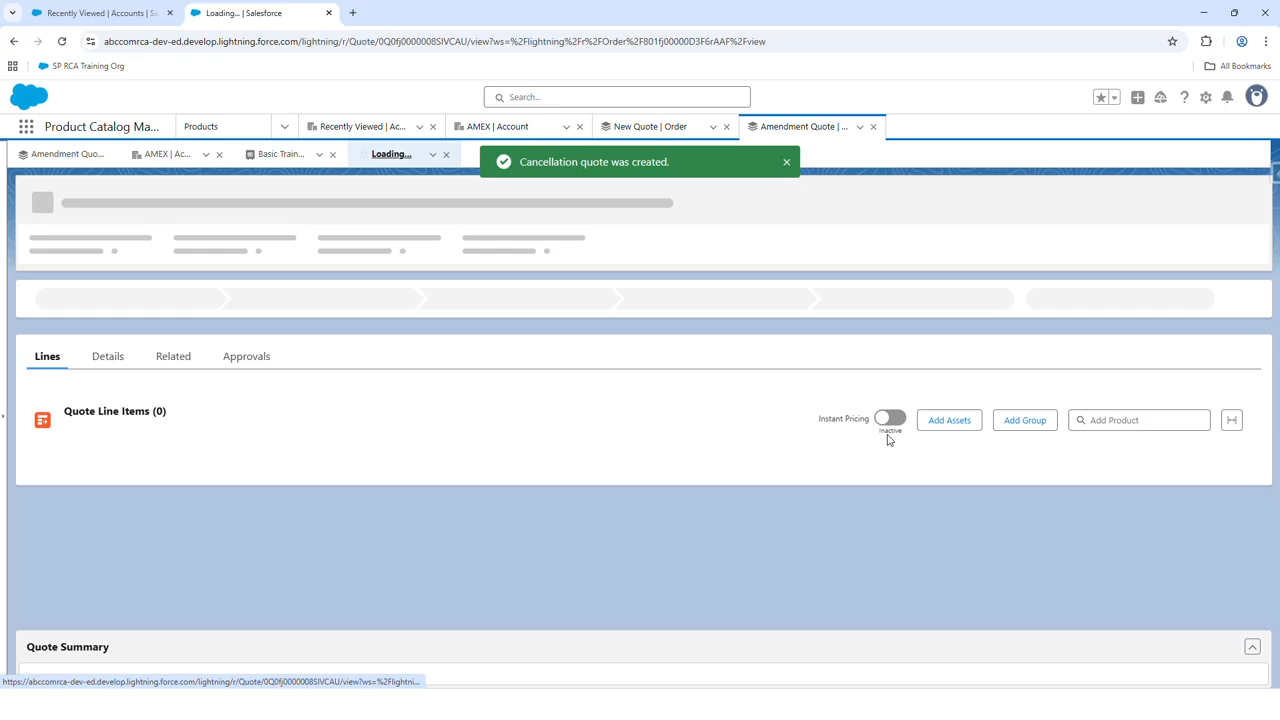 Recently Viewed | Accounts | Sa
Loading... | Salesforce
abccomrca-dev-ed.develop.lightning.force.com/lightning/r/Quote/0Q0fj0000008SIVCAU/view?ws=%2Flightning%2Fr%2FOrder%2F801fj00000D3F6rAAF%2Fview
SP RCA Training Org
All Bookmarks
Search...
Product Catalog Ma...
Products
Recently Viewed | Ac...
AMEX | Account
New Quote | Order
Amendment Quote | ...
Amendment Quo...
AMEX | Ac...
Basic Train...
Loading...
Cancellation quote was created.
Lines
Details
Related
Approvals
Quote Line Items (0)
Instant Pricing
Inactive
Add Assets
Add Group
Add Product
Quote Summary
https://abccomrca-dev-ed.develop.lightning.force.com/lightning/r/Quote/0Q0fj0000008SIVCAU/view?ws=%2Flightni...